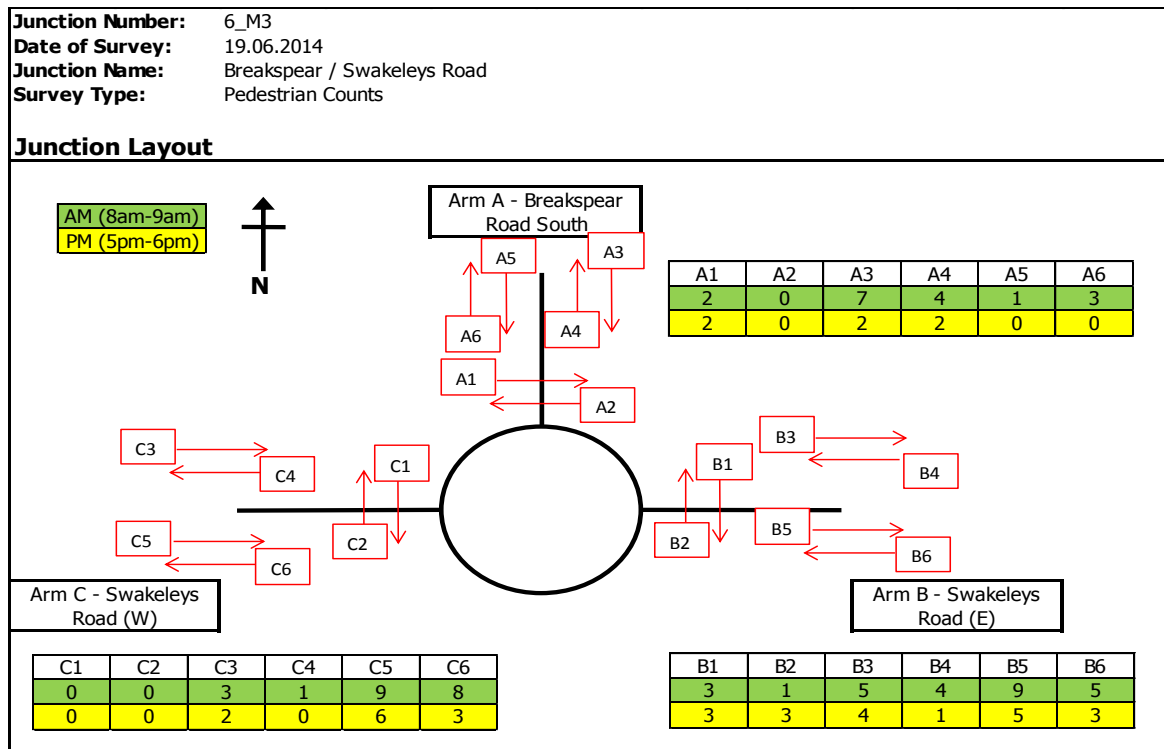 Junction Number: 6_M3
Date of Survey: 19.06.2014
Junction Name: Breakspear / Swakeleys Road
Survey Type: Pedestrian Counts
Junction Layout
AM (8am-9am)
PM (5pm-6pm)
N
Arm A - Breakspear
Road South
A5
A3
A6
A4
A1
A2
A1 A2 A3 A4 A5 A6
2 0 7 4 1 3
2 0 2 2 0 0
C3
C4
C1
C5
C2
C6
B3
B1
B4
B5
B2
B6
Arm C - Swakeleys
Road (W)
Arm B - Swakeleys
Road (E)
C1 C2 C3 C4 C5 C6
0 0 3 1 9 8
0 0 2 0 6 3
B1 B2 B3 B4 B5 B6
3 1 5 4 9 5
3 3 4 1 5 3